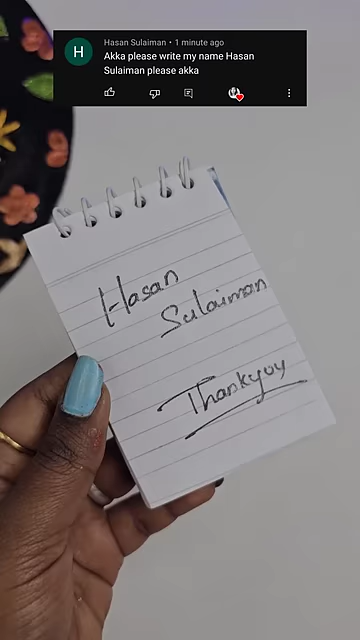 H
Hasan Sulaiman • 1 minute ago
Akka please write my name Hasan
Sulaiman please akka
Hasan
Sulaiman
Thankyou